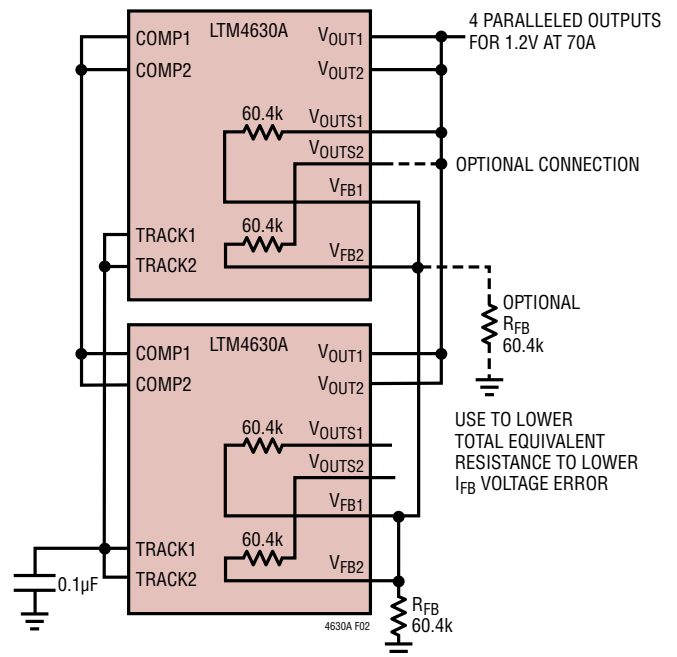 4 PARALLELED OUTPUTS
FOR 1.2V AT 70A
LTM4630A
COMP1
COMP2
VOUT1
VOUT2
60.4k
VOUTS1
VOUTS2
OPTIONAL CONNECTION
VFB1
60.4k
TRACK1
TRACK2
VFB2
OPTIONAL
RFB
60.4k
LTM4630A
COMP1
COMP2
VOUT1
VOUT2
USE TO LOWER
TOTAL EQUIVALENT
RESISTANCE TO LOWER
IFB VOLTAGE ERROR
60.4k
VOUTS1
VOUTS2
VFB1
60.4k
TRACK1
TRACK2
VFB2
0.1µF
RFB
60.4k
4630A F02